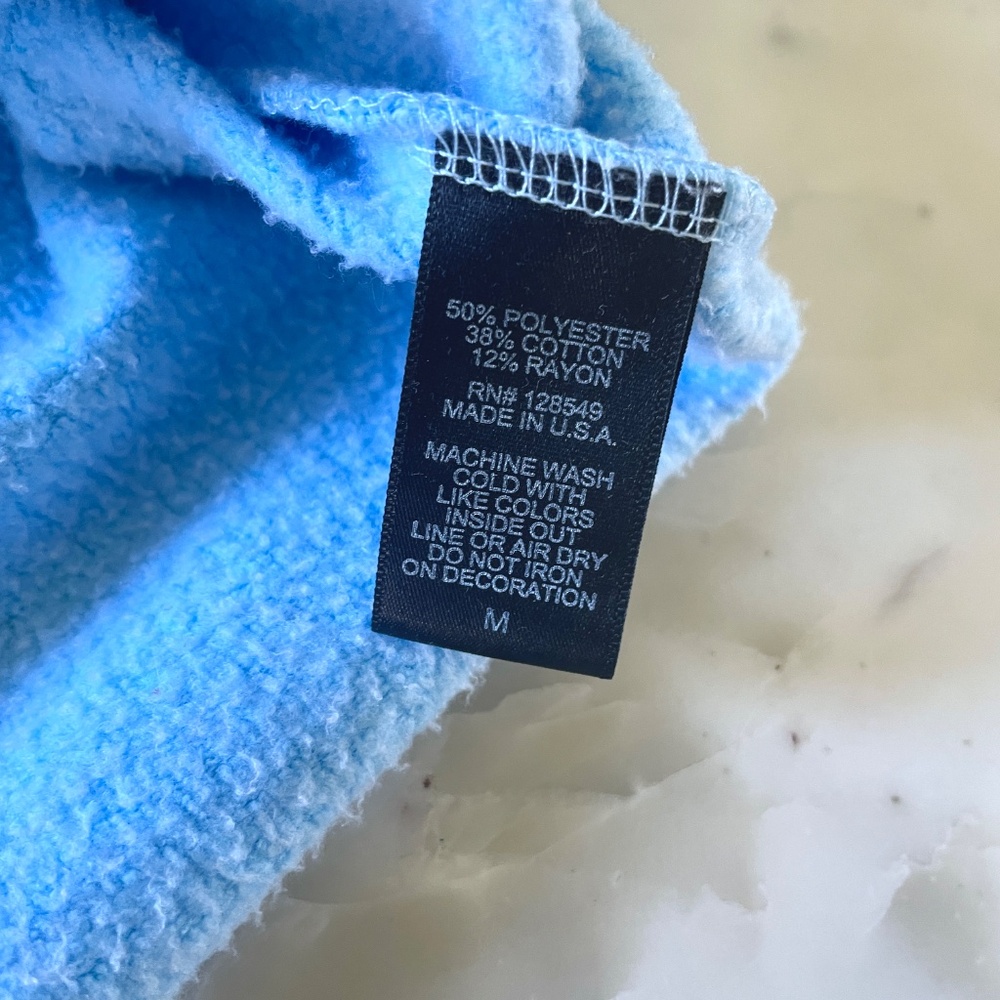 50% POLYESTER
38% COTTON
12% RAYON
RN# 128549
MADE IN U.S.A.
MACHINE WASH
COLD WITH
LIKE COLORS
INSIDE OUT
LINE OR AIR DRY
DO NOT IRON
ON DECORATION
M